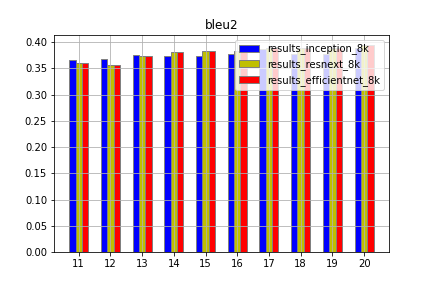 bleu2
results_inception_8k
results_resnext_8k
results_efficientnet_8k
0.40
0.35
0.30
0.25
0.20
0.15
0.10
0.05
0.00
11 12 13 14 15 16 17 18 19 20